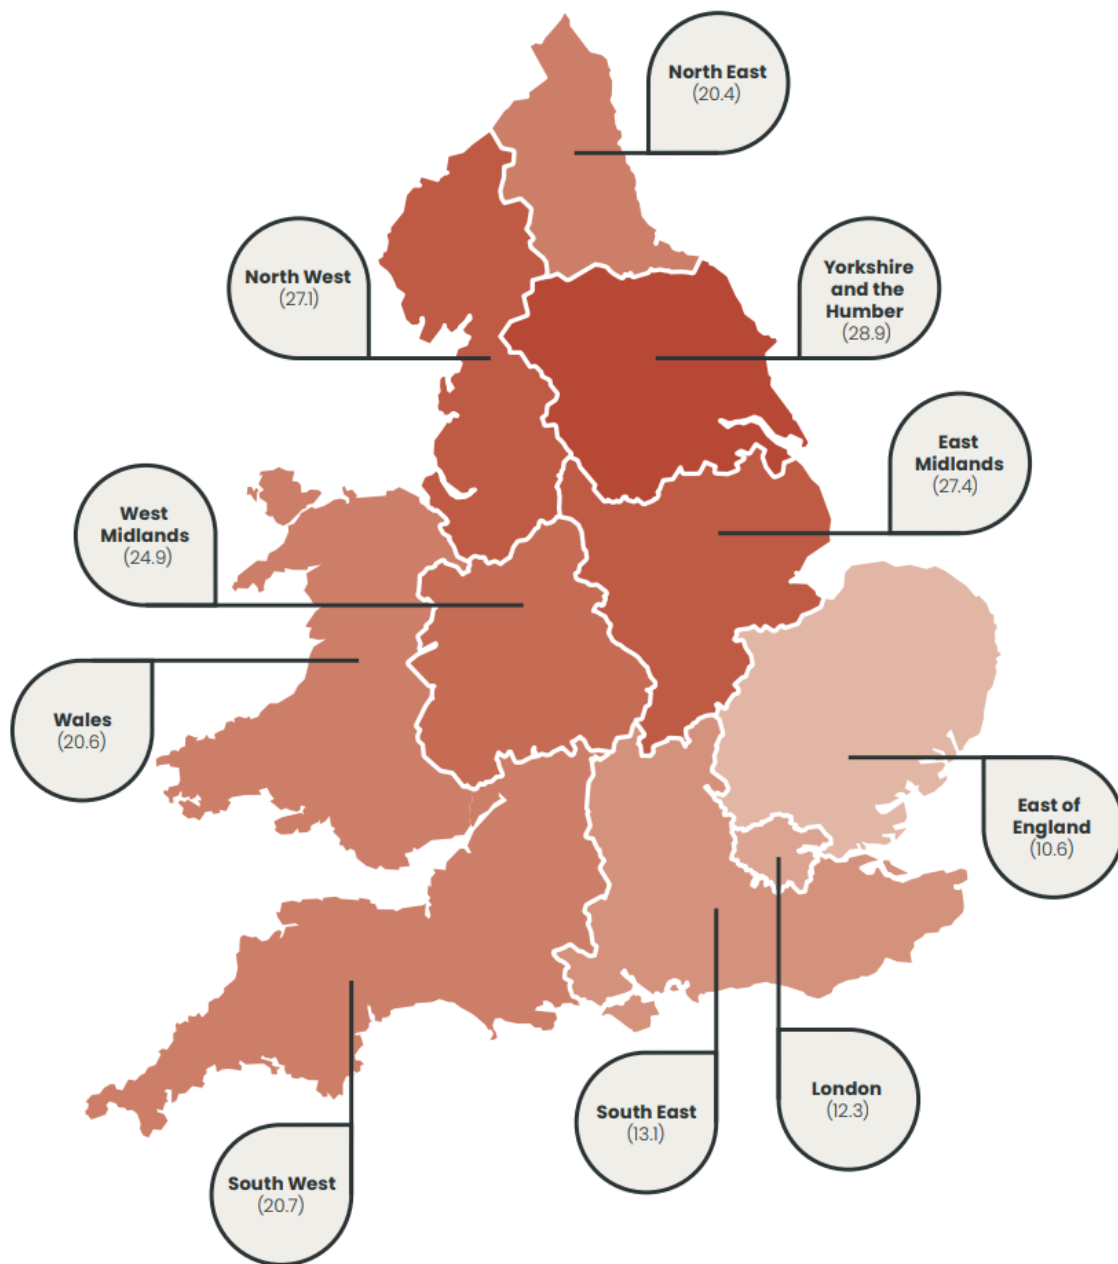 North East
(20.4)
North West
(27.1)
Yorkshire
and the
Humber
(28.9)
East
Midlands
(27.4)
West
Midlands
(24.9)
Wales
(20.6)
East of
England
(10.6)
London
(12.3)
South East
(13.1)
South West
(20.7)